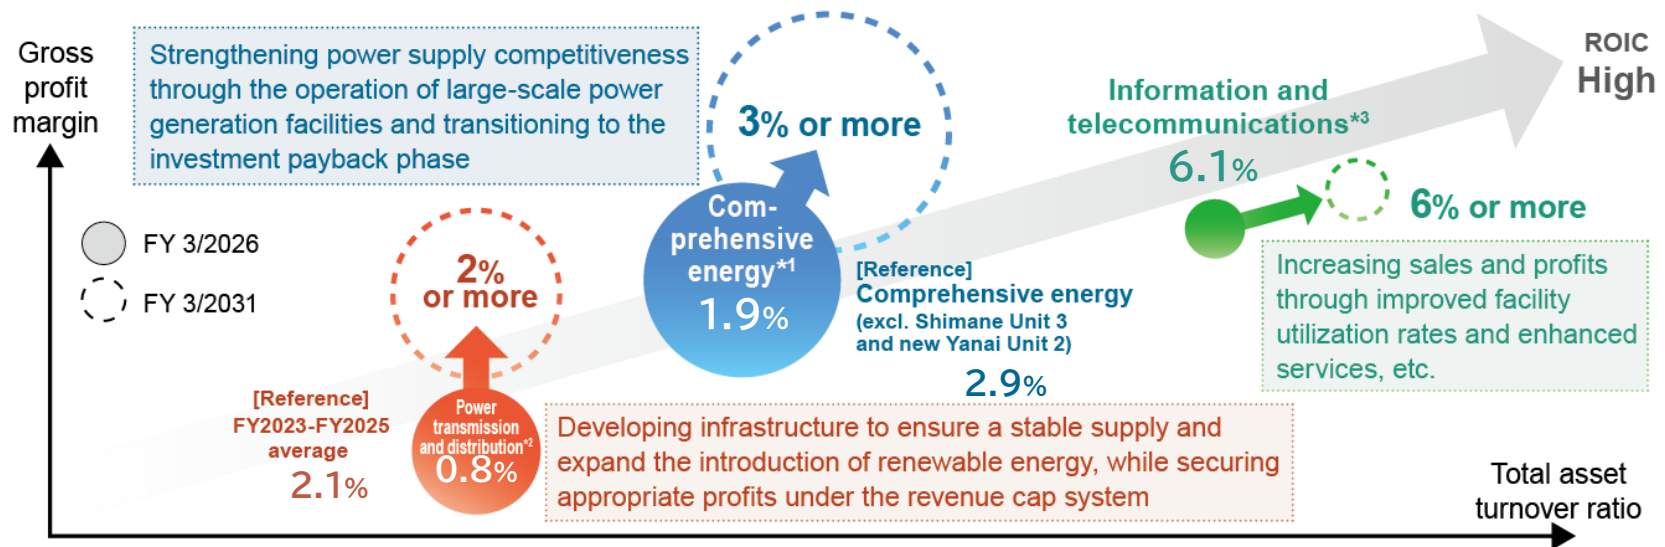 Gross
profit
margin
Strengthening power supply competitiveness
through the operation of large-scale power
generation facilities and transitioning to the
investment payback phase
3% or more
Information and
telecommunications*3
6.1%
ROIC
High
6% or more
FY 3/2026
FY 3/2031
2%
or more
Com-
prehensive
energy*1
1.9%
[Reference]
Comprehensive energy
(excl. Shimane Unit 3
and new Yanai Unit 2)
2.9%
Increasing sales and profits
through improved facility
utilization rates and enhanced
services, etc.
[Reference]
FY2023-FY2025
average
2.1%
Power
transmission
and distribution*2
0.8%
Developing infrastructure to ensure a stable supply and
expand the introduction of renewable energy, while securing
appropriate profits under the revenue cap system
Total asset
turnover ratio